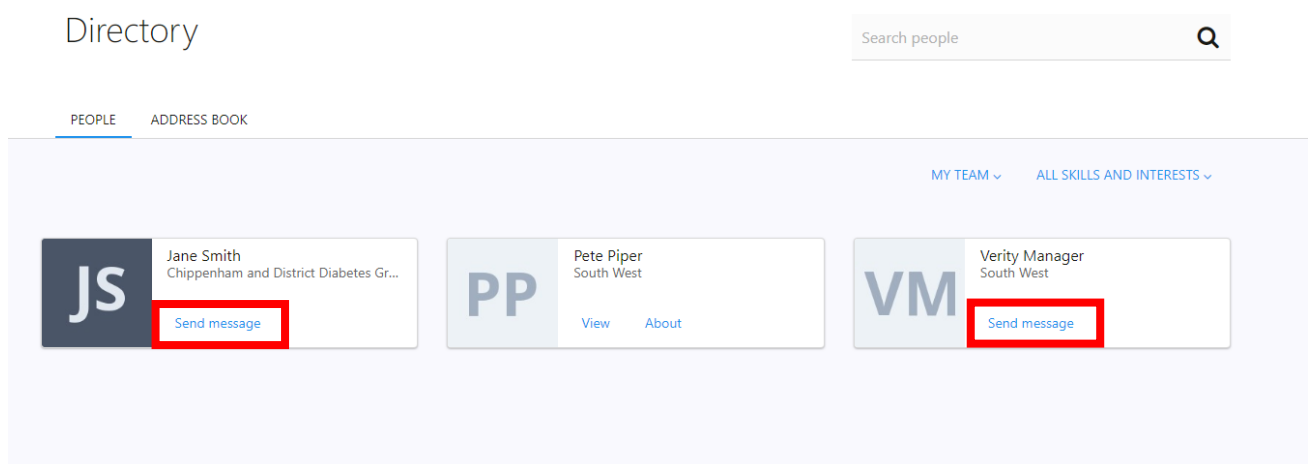 Directory
Search people
PEOPLE ADDRESS BOOK
MY TEAM ALL SKILLS AND INTERESTS
JS
Jane Smith
Chippenham and District Diabetes Gr...
Send message
PP
Pete Piper
South West
View About
VM
Verity Manager
South West
Send message